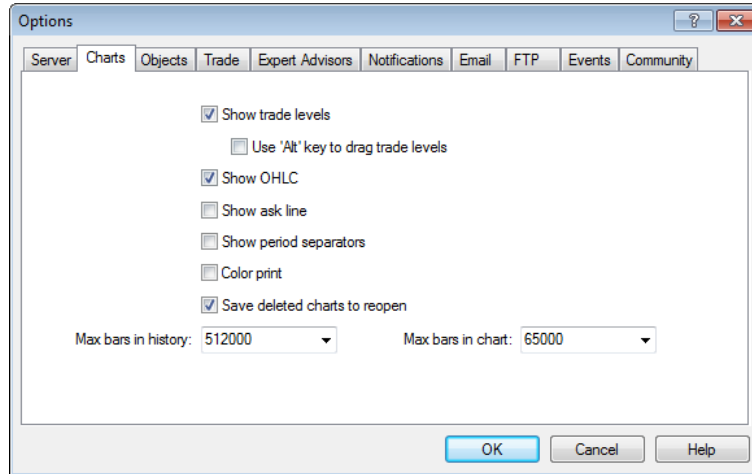 Options
Server Charts Objects Trade Expert Advisors Notifications Email FTP Events Community
Show trade levels
Use 'Alt' key to drag trade levels
Show OHLC
Show ask line
Show period separators
Color print
Save deleted charts to reopen
Max bars in history: 512000 Max bars in chart: 65000
OK Cancel Help